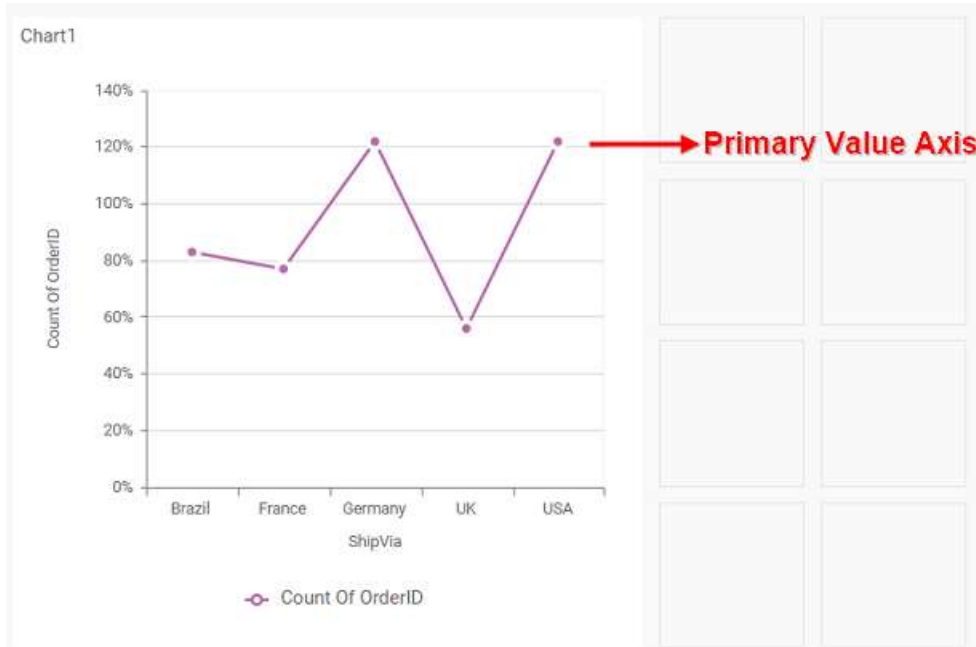 Chart1
140%
120%
Primary Value Axis
100%
80%
60%
40%
20%
0%
Count Of OrderID
Brazil France Germany UK USA
ShipVia
Count Of OrderID